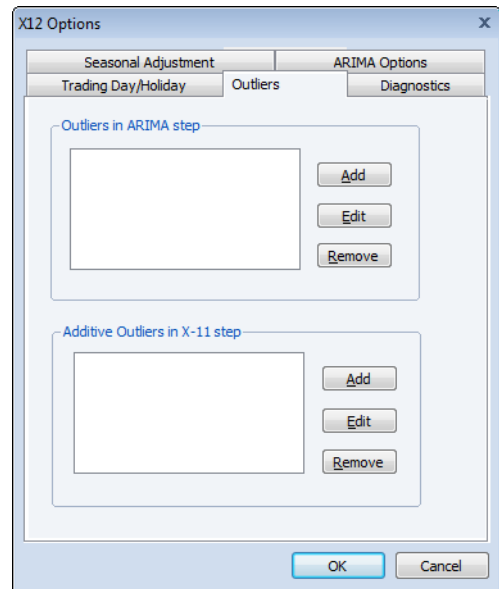 X12 Options
x
Seasonal Adjustment
ARIMA Options
Trading Day/Holiday
Outliers
Diagnostics
Outliers in ARIMA step
Add
Edit
Remove
Additive Outliers in X-11 step
Add
Edit
Remove
OK
Cancel